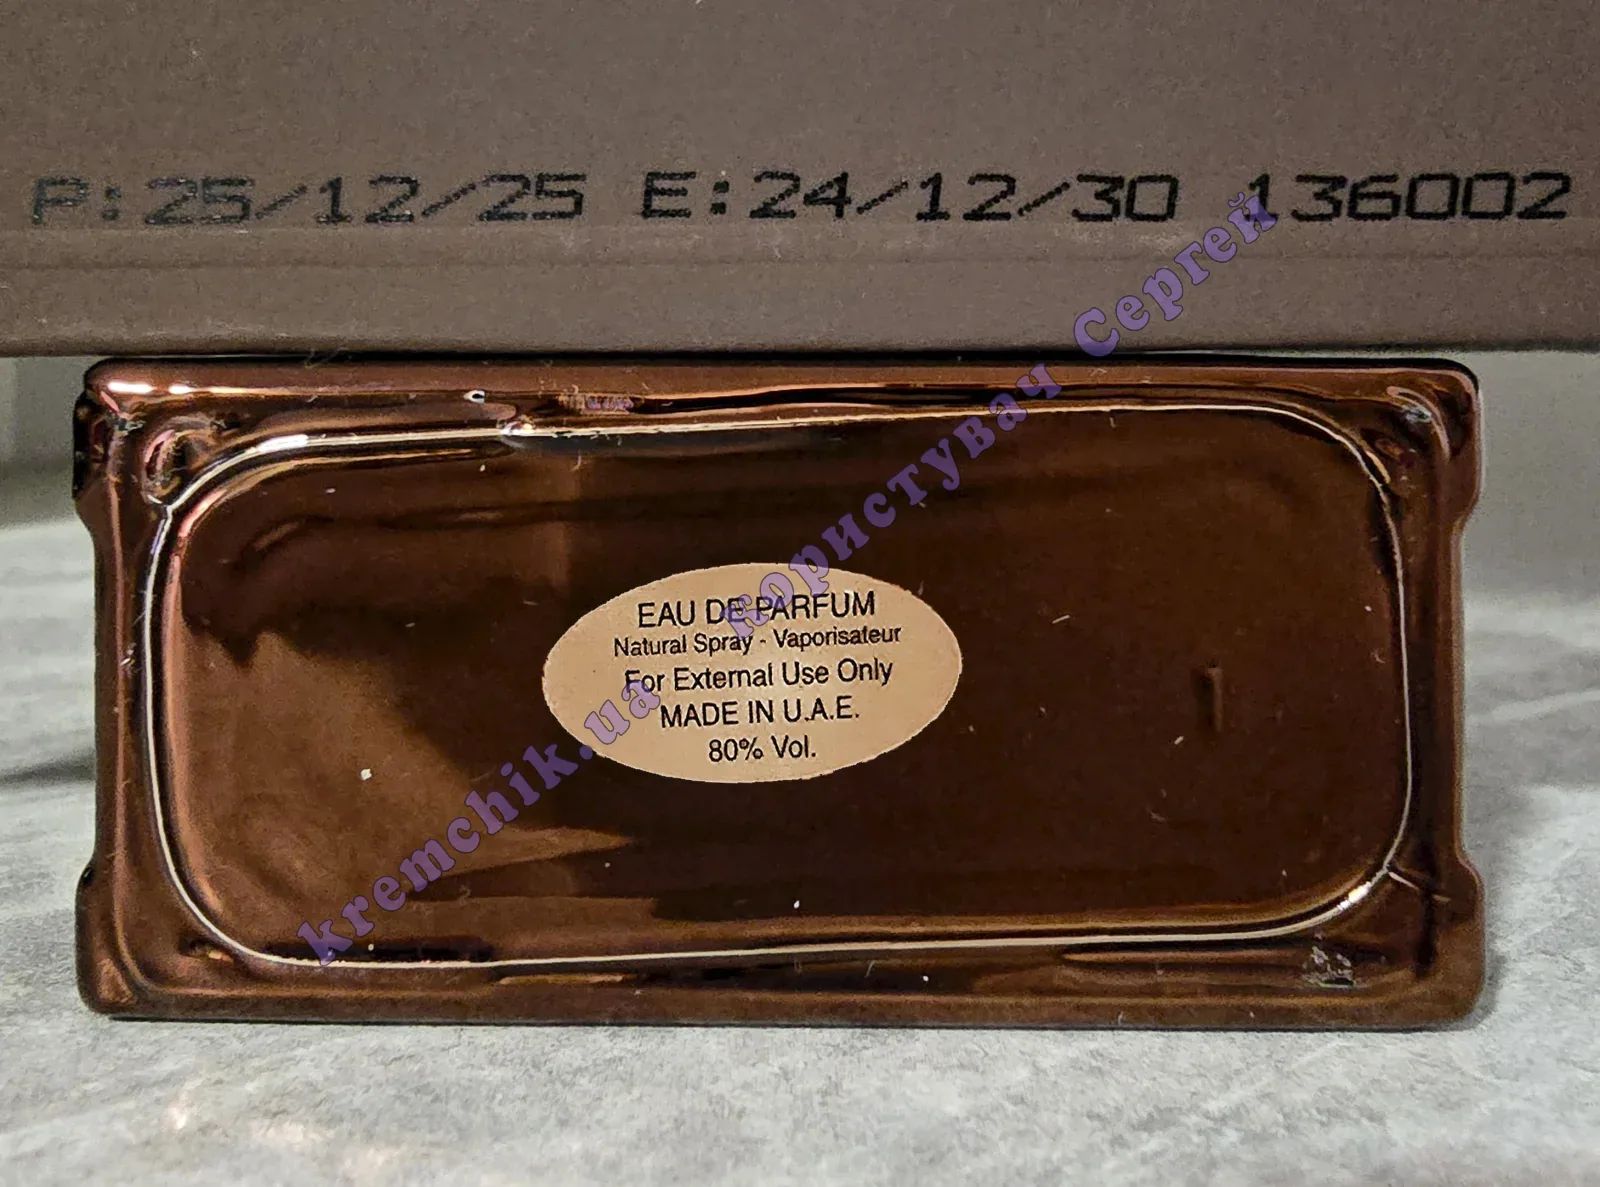 P:25/12/25 E:24/12/30 136002
EAU DE PARFUM
Natural Spray - Vaporisateur
For External Use Only
MADE IN U.A.E.
80% Vol.
kremchik.ua користувач Сергей